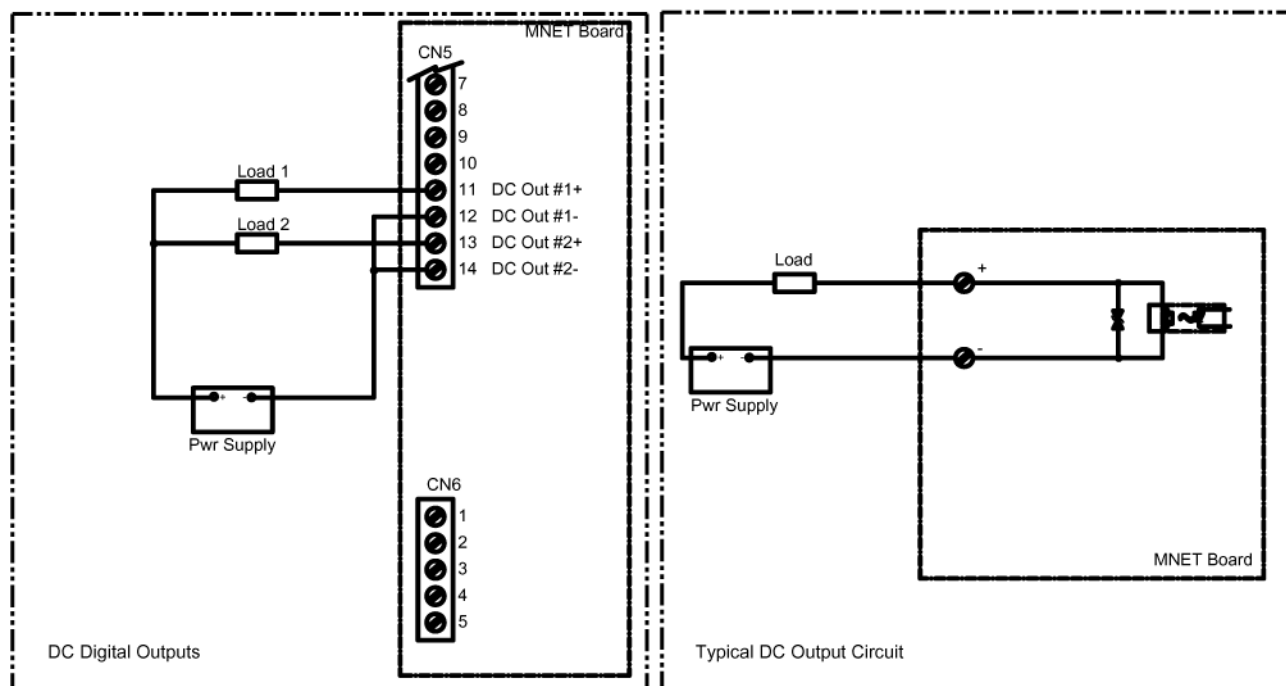 MNET Board
CN5
7
8
9
10
Load 1
11 DC Out #1+
12 DC Out #1-
Load 2
13 DC Out #2+
14 DC Out #2-
+ -
Pwr Supply
CN6
1
2
3
4
5
DC Digital Outputs
Load
+
-
+ -
Pwr Supply
MNET Board
Typical DC Output Circuit